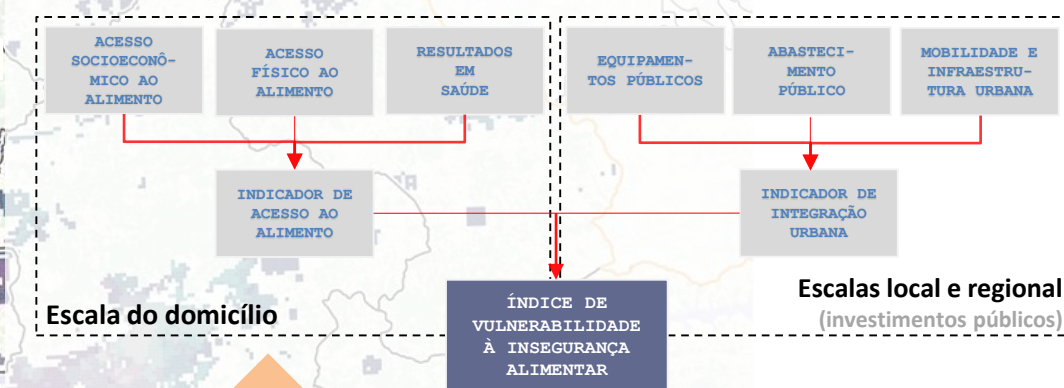 ACESSO
SOCIOECONÔ-
MICO AO
ALIMENTO
ACESSO
FÍSICO AO
ALIMENTO
RESULTADOS
EM
SAÚDE
EQUIPAMEN-
TOS PÚBLICOS
ABASTECI-
MENTO
PÚBLICO
MOBILIDADE E
INFRAESTRU-
TURA URBANA
INDICADOR DE
ACESSO AO
ALIMENTO
INDICADOR DE
INTEGRAÇÃO
URBANA
Escala do domicílio
Escalas local e regional
(investimentos públicos)
ÍNDICE DE
VULNERABILIDADE
À INSEGURANÇA
ALIMENTAR